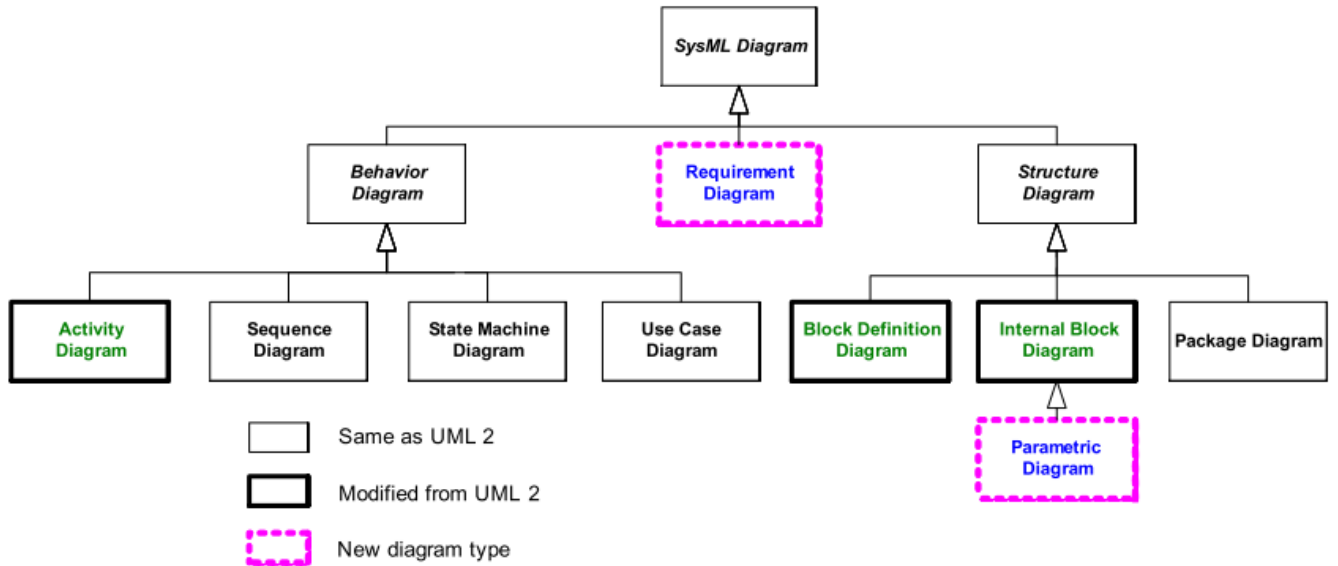 SysML Diagram
Behavior
Diagram
Requirement
Diagram
Structure
Diagram
Activity
Diagram
Sequence
Diagram
State Machine
Diagram
Use Case
Diagram
Block Definition
Diagram
Internal Block
Diagram
Package Diagram
Parametric
Diagram
Same as UML 2
Modified from UML 2
New diagram type